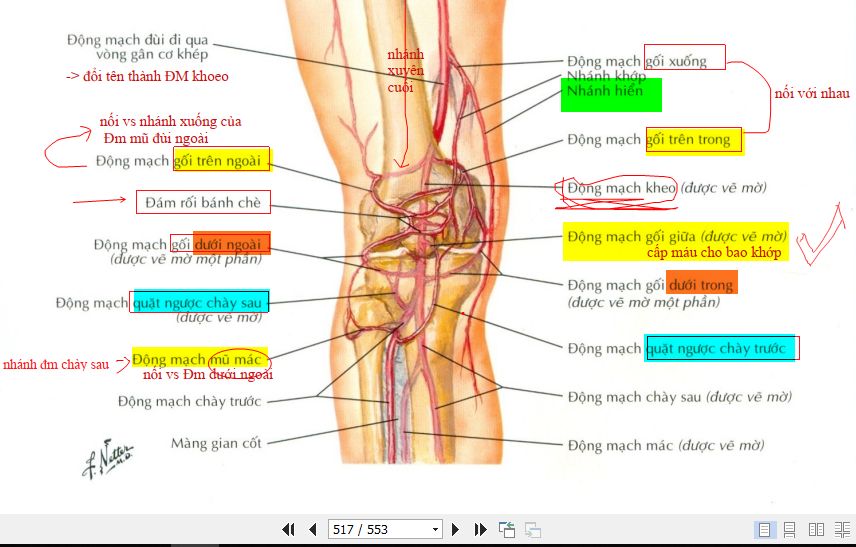 Động mạch đùi đi qua
vòng gân cơ khép
-> đổi tên thành ĐM khoeo
nối vs nhánh xuống của
Đm mũ đùi ngoài
Động mạch gối trên ngoài
Đám rối bánh chè
Động mạch gối dưới ngoài
(được vẽ mờ một phần)
Động mạch quặt ngược chày sau
(được vẽ mờ)
nhánh đm chày sau
Động mạch mũ mác
nối vs Đm dưới ngoài
Động mạch chày trước
Màng gian cốt
nhánh
xuyên
cuối
Động mạch gối xuống
Nhánh khớp
Nhánh hiển
nối với nhau
Động mạch gối trên trong
Động mạch kheo (được vẽ mờ)
Động mạch gối giữa (được vẽ mờ)
cấp máu cho bao khớp
Động mạch gối dưới trong
(được vẽ mờ một phần)
Động mạch quặt ngược chày trước
Động mạch chày sau (được vẽ mờ)
Động mạch mác (được vẽ mờ)
F. Netter
M.D.
517 / 553